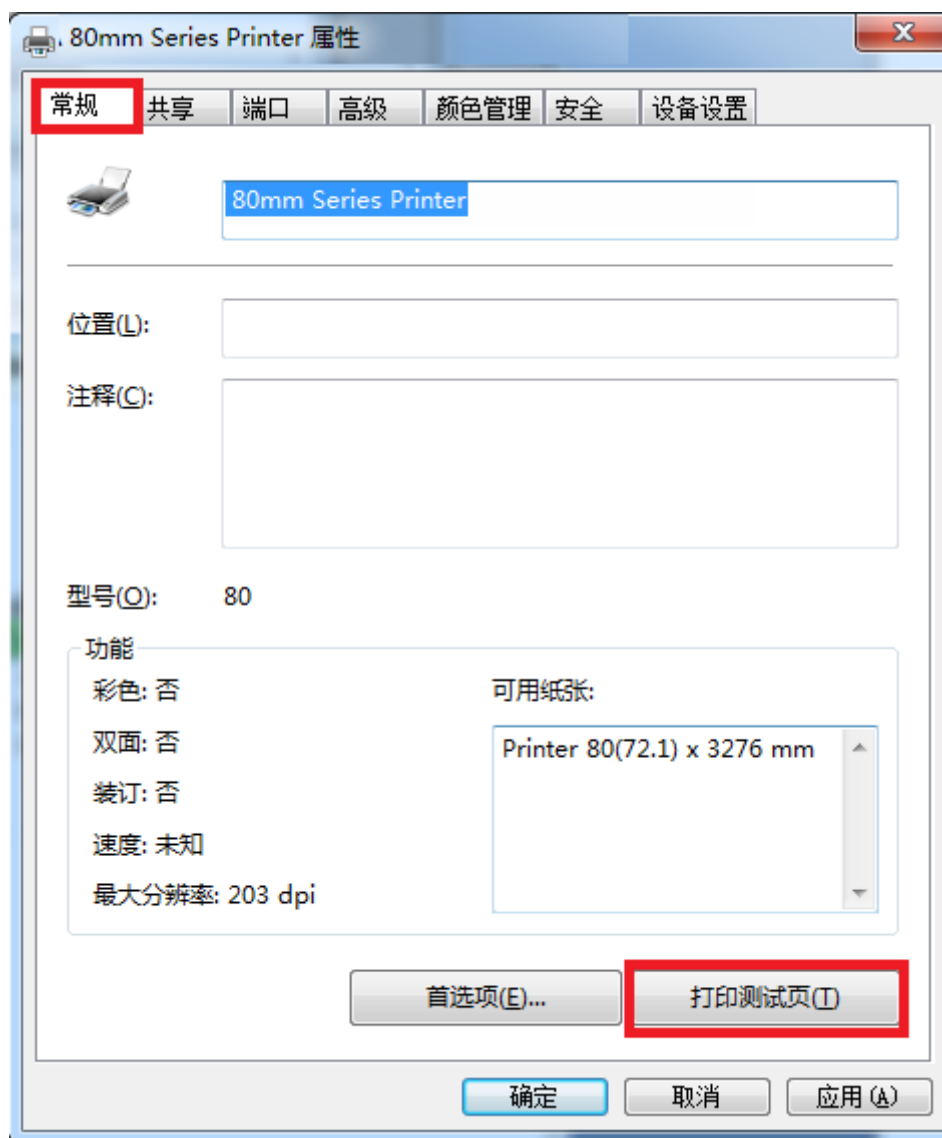 80mm Series Printer 属性
常规 共享 端口 高级 颜色管理 安全 设备设置
80mm Series Printer
位置(L):
注释(C):
型号(O): 80
功能
彩色: 否 可用纸张:
双面: 否 Printer 80(72.1) x 3276 mm
装订: 否
速度: 未知
最大分辨率: 203 dpi
首选项(E)... 打印测试页(T)
确定 取消 应用(A)